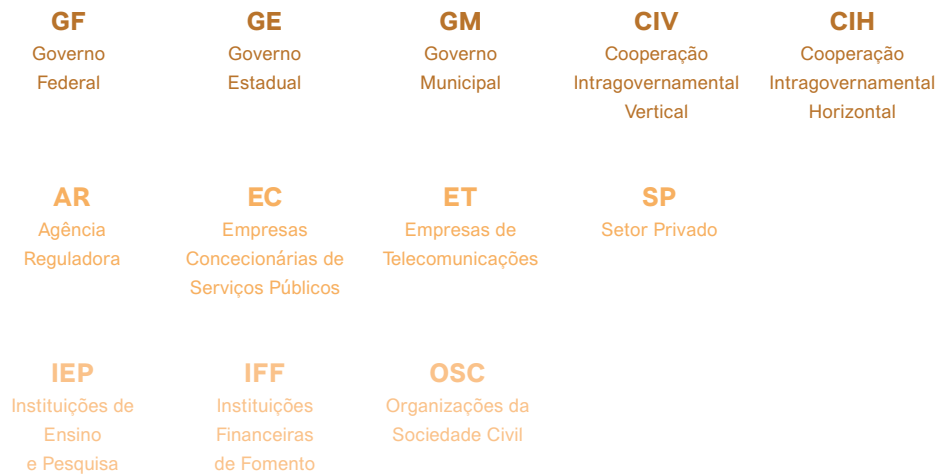 GF
Governo
Federal
GE
Governo
Estadual
GM
Governo
Municipal
CIV
Cooperação
Intragovernamental
Vertical
CIH
Cooperação
Intragovernamental
Horizontal
AR
Agência
Reguladora
EC
Empresas
Concecionárias de
Serviços Públicos
ET
Empresas de
Telecomunicações
SP
Setor Privado
IEP
Instituições de
Ensino
e Pesquisa
IFF
Instituições
Financeiras
de Fomento
OSC
Organizações da
Sociedade Civil